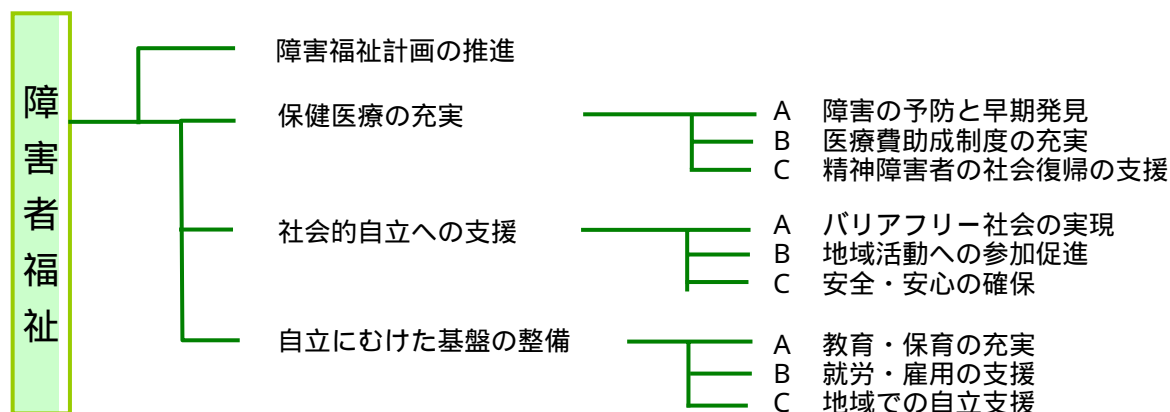 障害者福祉
障害福祉計画の推進
保健医療の充実
A 障害の予防と早期発見
B 医療費助成制度の充実
C 精神障害者の社会復帰の支援
社会的自立への支援
A バリアフリー社会の実現
B 地域活動への参加促進
C 安全・安心の確保
自立にむけた基盤の整備
A 教育・保育の充実
B 就労・雇用の支援
C 地域での自立支援